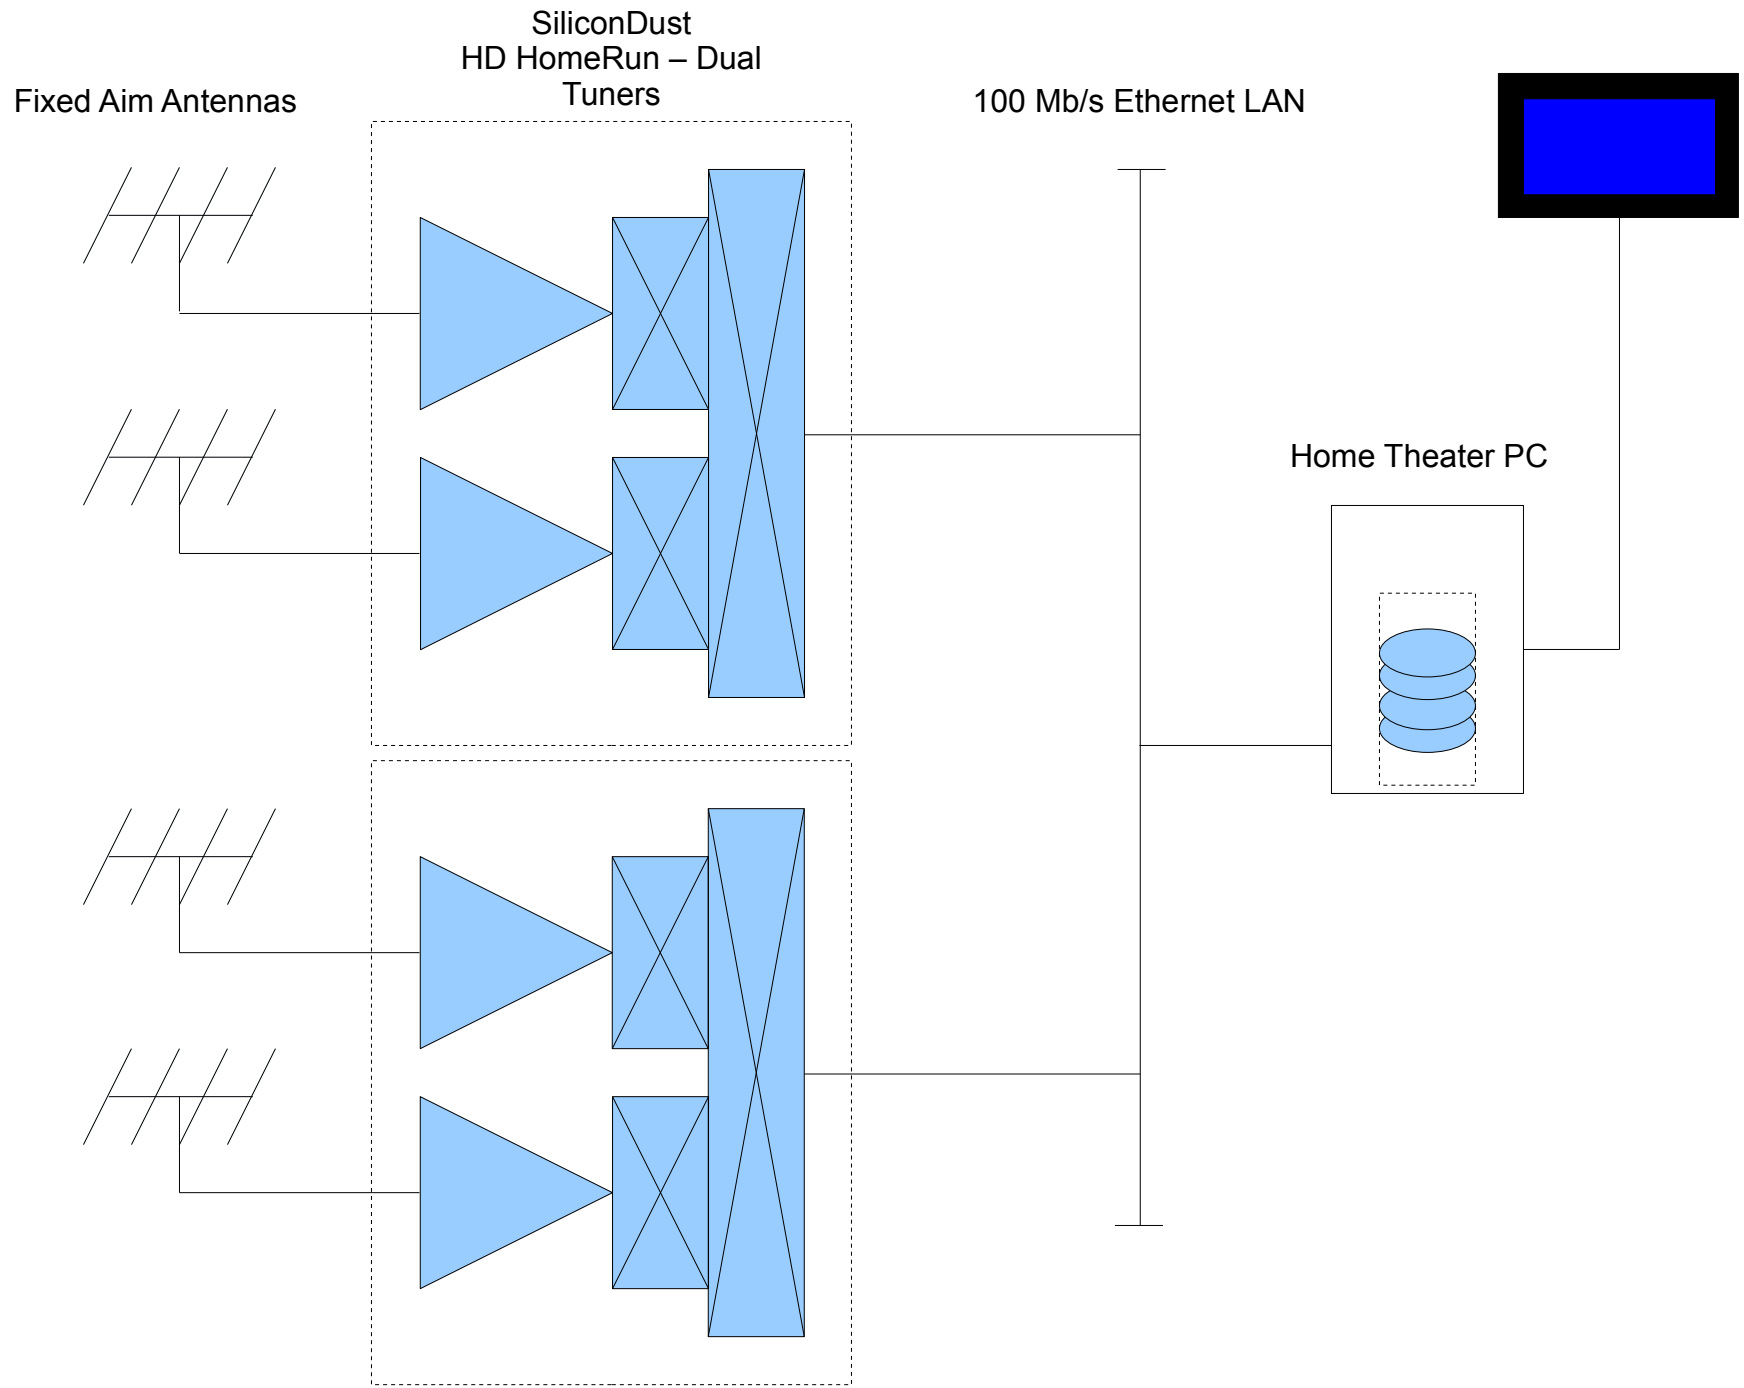 SiliconDust
HD HomeRun – Dual
Tuners
Fixed Aim Antennas
100 Mb/s Ethernet LAN
Home Theater PC